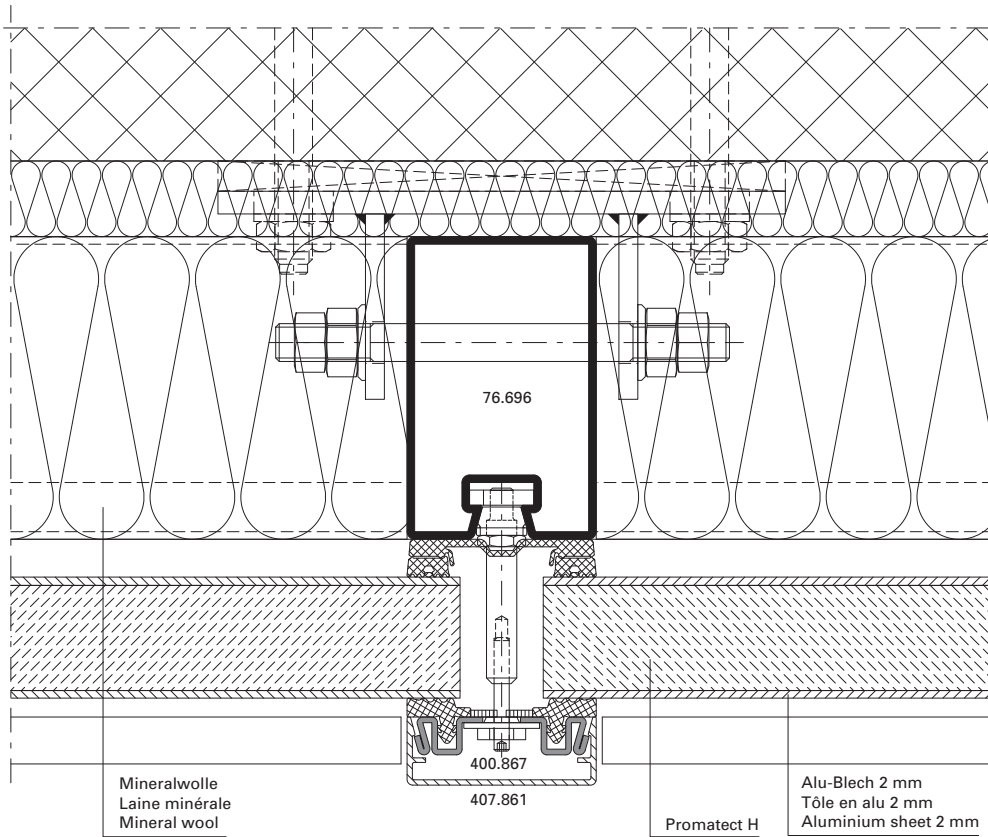 76.696
400.867
407.861
Mineralwolle
Laine minérale
Mineral wool
Promatect H
Alu-Blech 2 mm
Tôle en alu 2 mm
Aluminium sheet 2 mm